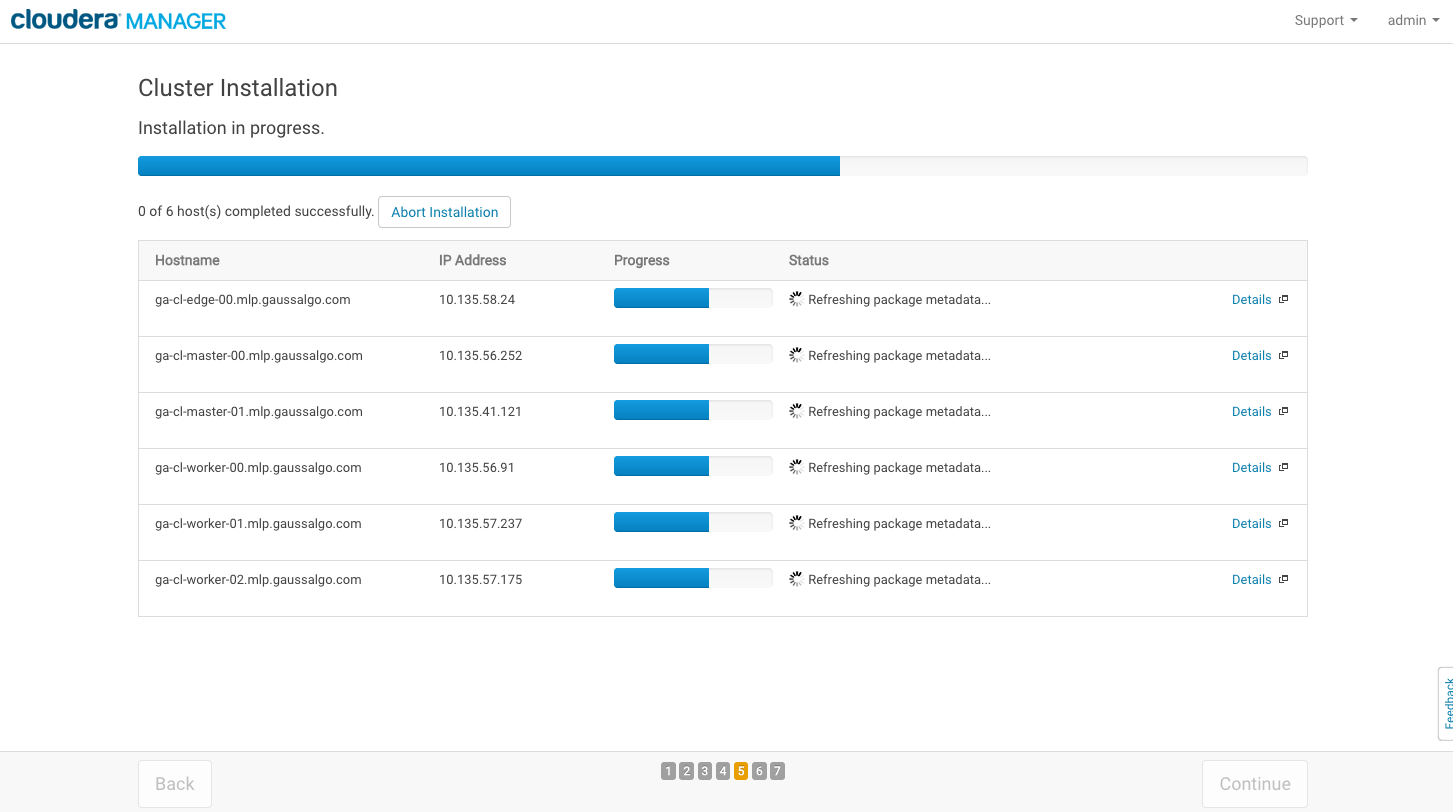 cloudera MANAGER
Support
admin
Cluster Installation
Installation in progress.
0 of 6 host(s) completed successfully. Abort Installation
Hostname IP Address Progress Status
ga-cl-edge-00.mlp.gaussalgo.com 10.135.58.24 Refreshing package metadata... Details
ga-cl-master-00.mlp.gaussalgo.com 10.135.56.252 Refreshing package metadata... Details
ga-cl-master-01.mlp.gaussalgo.com 10.135.41.121 Refreshing package metadata... Details
ga-cl-worker-00.mlp.gaussalgo.com 10.135.56.91 Refreshing package metadata... Details
ga-cl-worker-01.mlp.gaussalgo.com 10.135.57.237 Refreshing package metadata... Details
ga-cl-worker-02.mlp.gaussalgo.com 10.135.57.175 Refreshing package metadata... Details
Feedback
Back
1 2 3 4 5 6 7
Continue